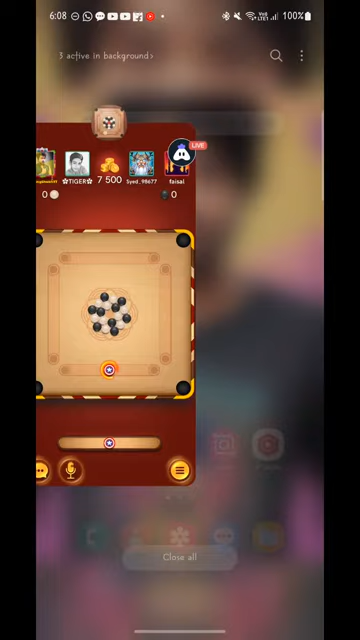 6:08
100%
3 active in background >
LIVE
✿TIGER✿
7 500
Syed_98677
faisal
0
0
Close all